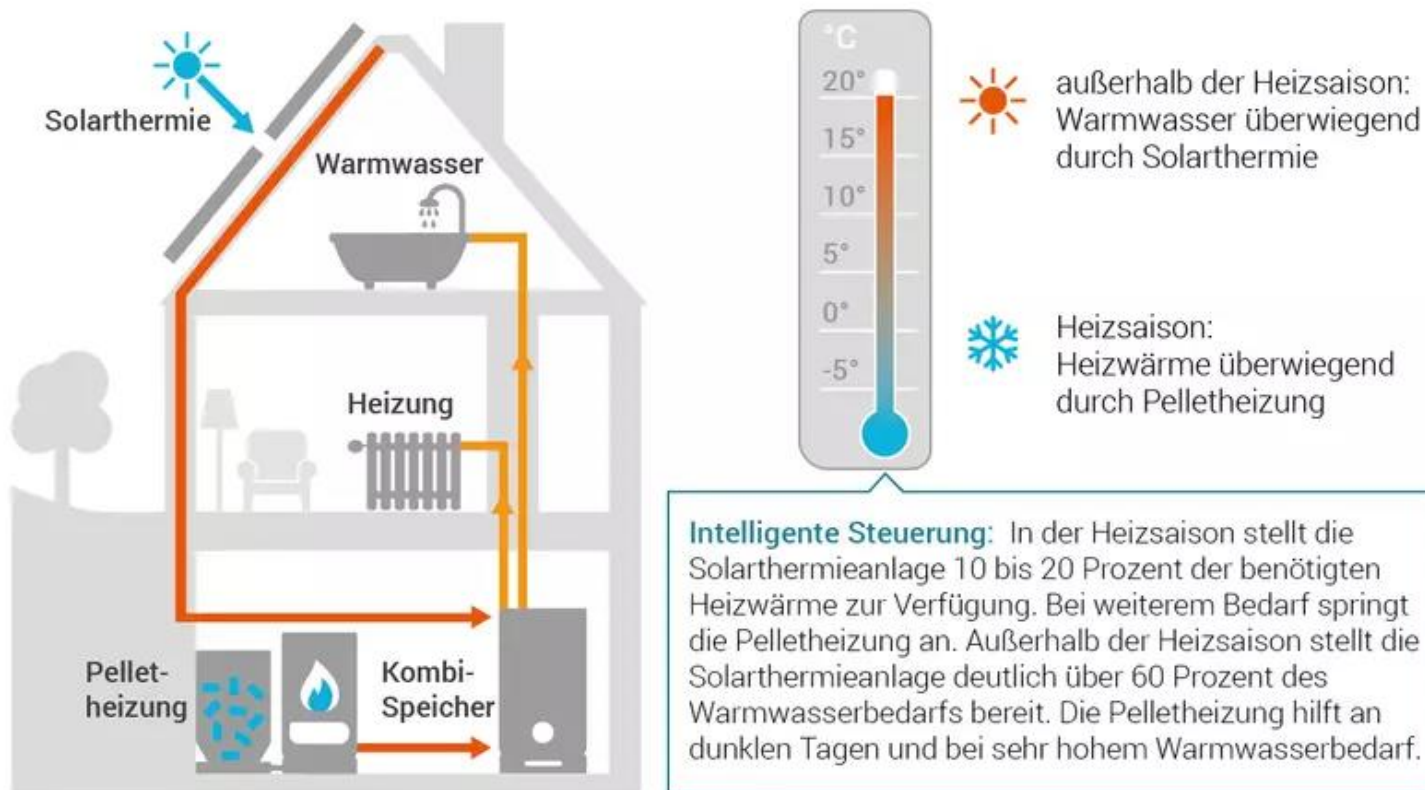 Solarthermie
Warmwasser
Heizung
Pellet-
heizung
Kombi-
Speicher
°C
20°
15°
10°
5°
0°
-5°
außerhalb der Heizsaison:
Warmwasser überwiegend
durch Solarthermie
Heizsaison:
Heizwärme überwiegend
durch Pelletheizung
Intelligente Steuerung: In der Heizsaison stellt die
Solarthermieanlage 10 bis 20 Prozent der benötigten
Heizwärme zur Verfügung. Bei weiterem Bedarf springt
die Pelletheizung an. Außerhalb der Heizsaison stellt die
Solarthermieanlage deutlich über 60 Prozent des
Warmwasserbedarfs bereit. Die Pelletheizung hilft an
dunklen Tagen und bei sehr hohem Warmwasserbedarf.